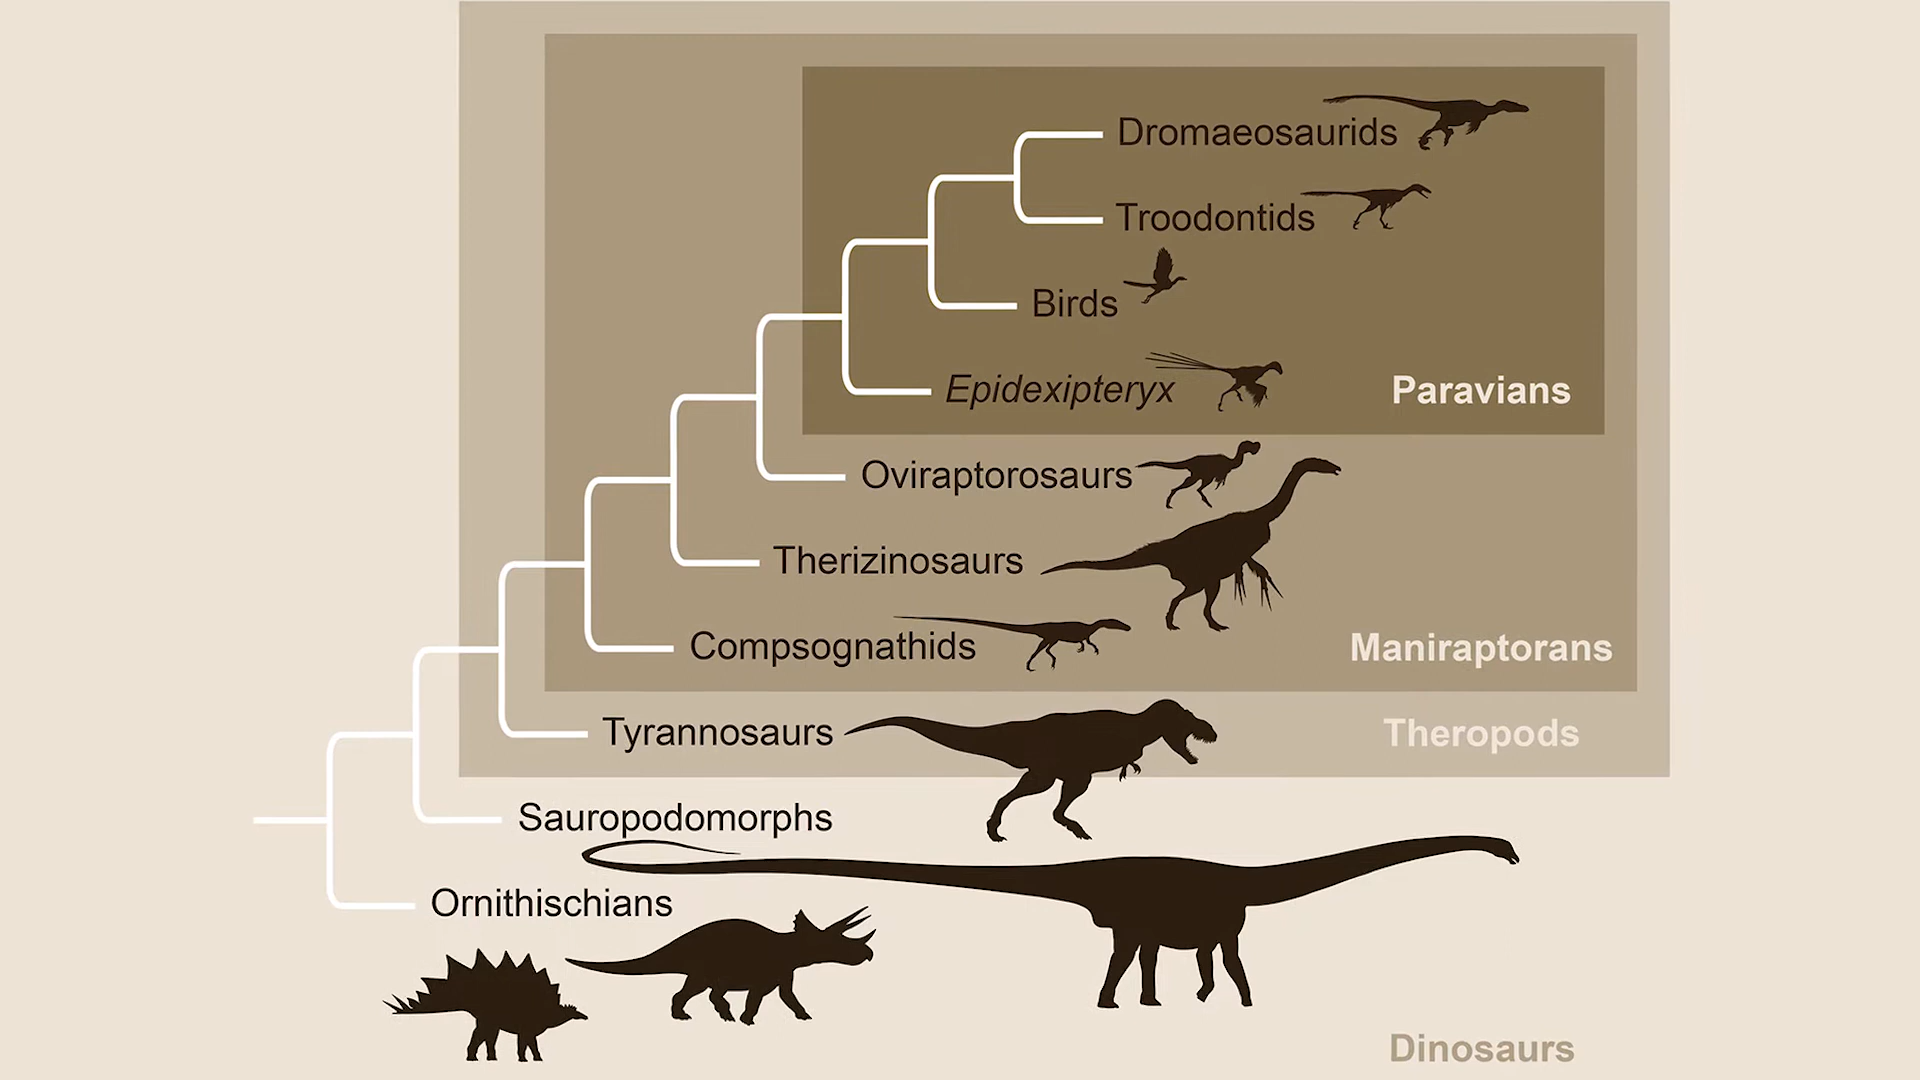 Dromaeosaurids
Troodontids
Birds
Epidexipteryx
Paravians
Oviraptorosaurs
Therizinosaurs
Compsognathids
Maniraptorans
Tyrannosaurs
Theropods
Sauropodomorphs
Ornithischians
Dinosaurs